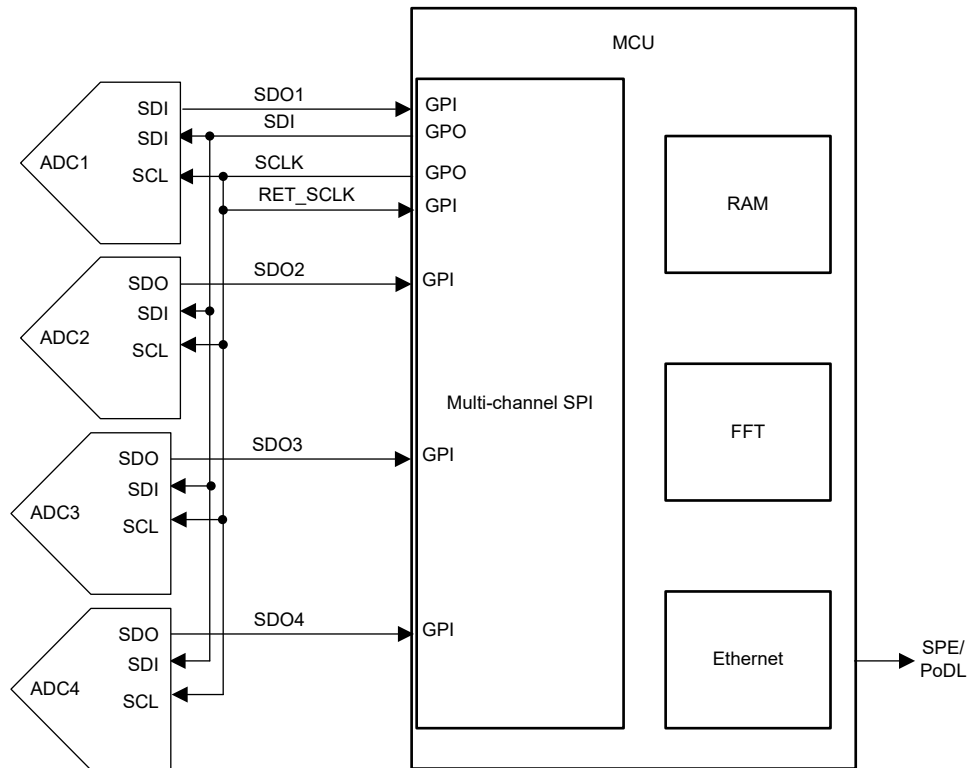 MCU
SDI
SDO1
GPI
SDI
SDI
GPO
ADC1
SCL
SCLK
GPO
RET_SCLK
GPI
RAM
SDO
SDO2
GPI
SDI
ADC2
SCL
Multi-channel SPI
FFT
SDO
SDO3
GPI
SDI
ADC3
SCL
SDO
SDO4
GPI
SDI
ADC4
SCL
Ethernet
SPE/
PoDL